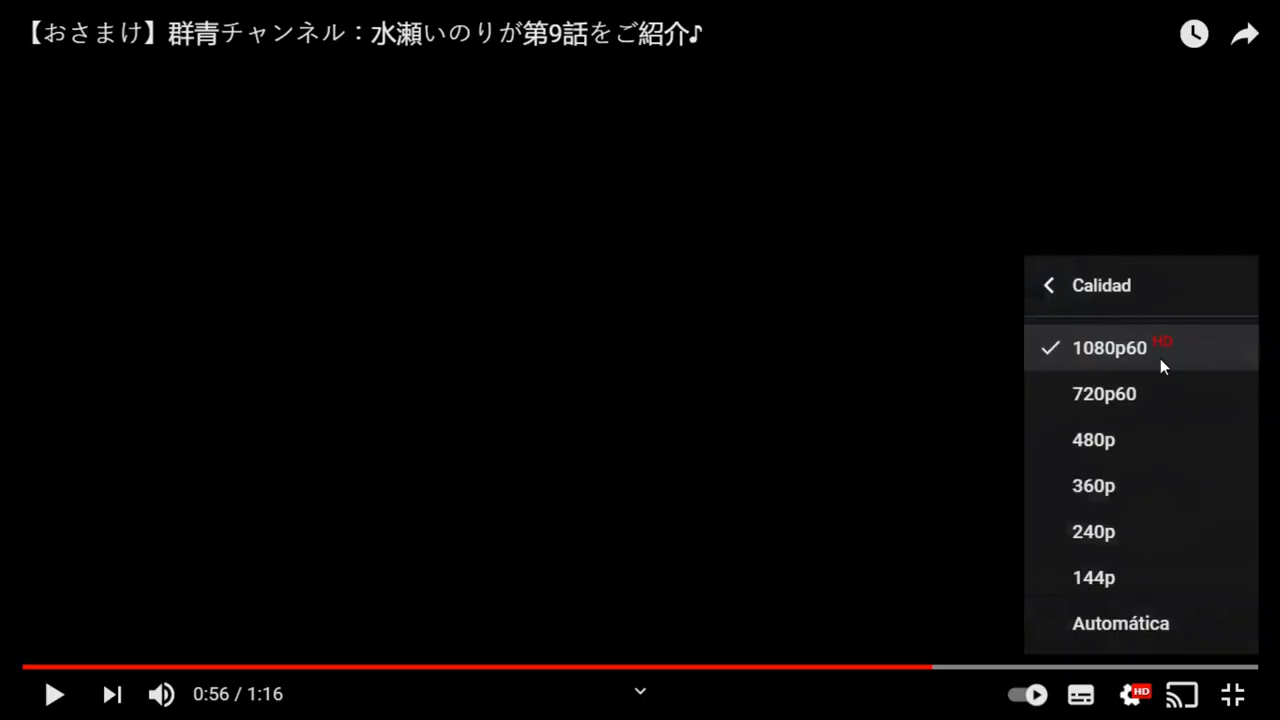 【おさまけ】群青チャンネル：水瀬いのりが第9話をご紹介♪
Calidad
1080p60 HD
720p60
480p
360p
240p
144p
Automática
0:56 / 1:16
HD